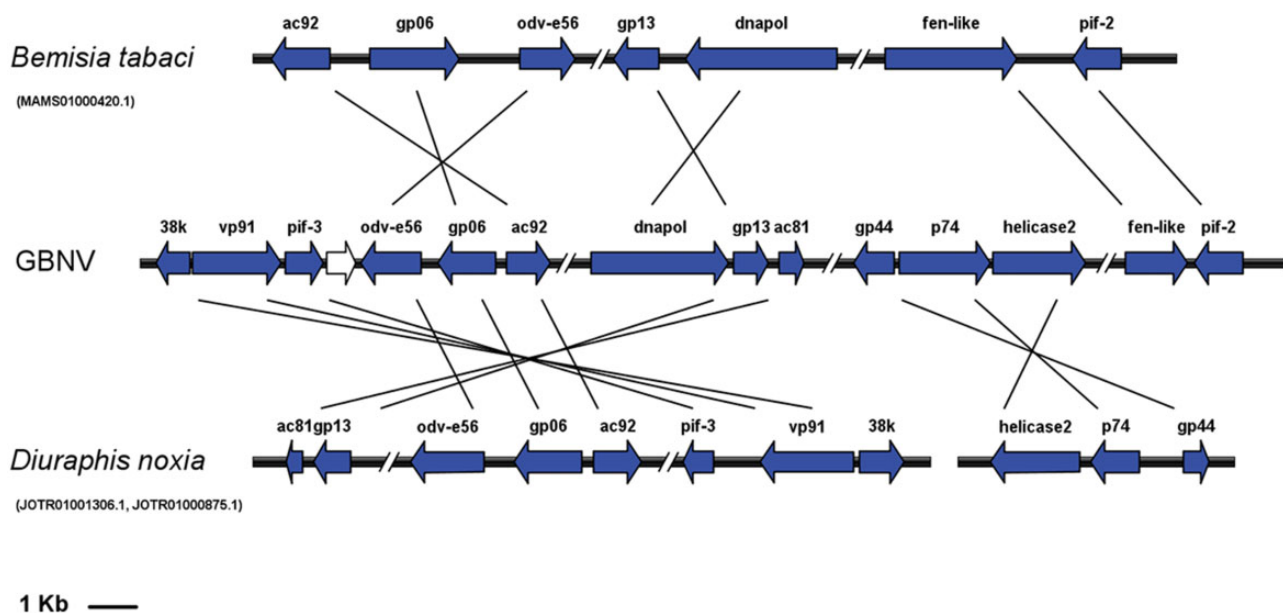 ac92 gp06 odv-e56 gp13 dnapol fen-like pif-2
Bemisia tabaci
(MAMS01000420.1)
38k vp91 pif-3 odv-e56 gp06 ac92 dnapol gp13 ac81 gp44 p74 helicase2 fen-like pif-2
GBNV
ac81 gp13 odv-e56 gp06 ac92 pif-3 vp91 38k helicase2 p74 gp44
Diuraphis noxia
(JOTR01001306.1, JOTR01000875.1)
1 Kb